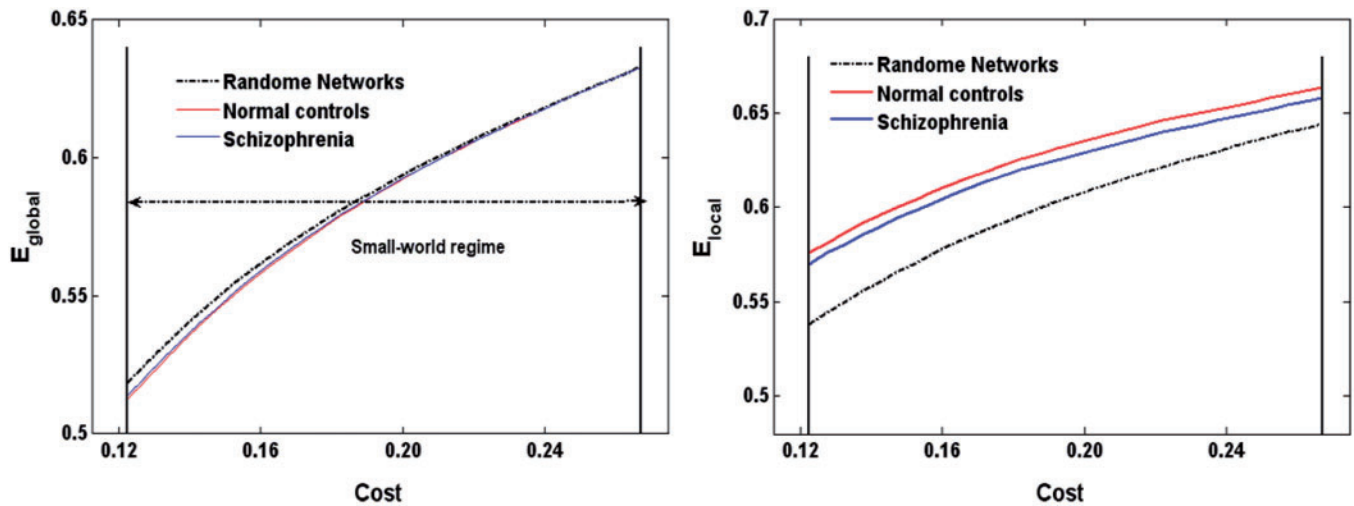 0.65
Randome Networks
Normal controls
Schizophrenia
0.6
E_global
Small-world regime
0.55
0.5
0.12 0.16 0.20 0.24
Cost
0.7
Randome Networks
Normal controls
Schizophrenia
0.65
E_local
0.6
0.55
0.5
0.12 0.16 0.20 0.24
Cost